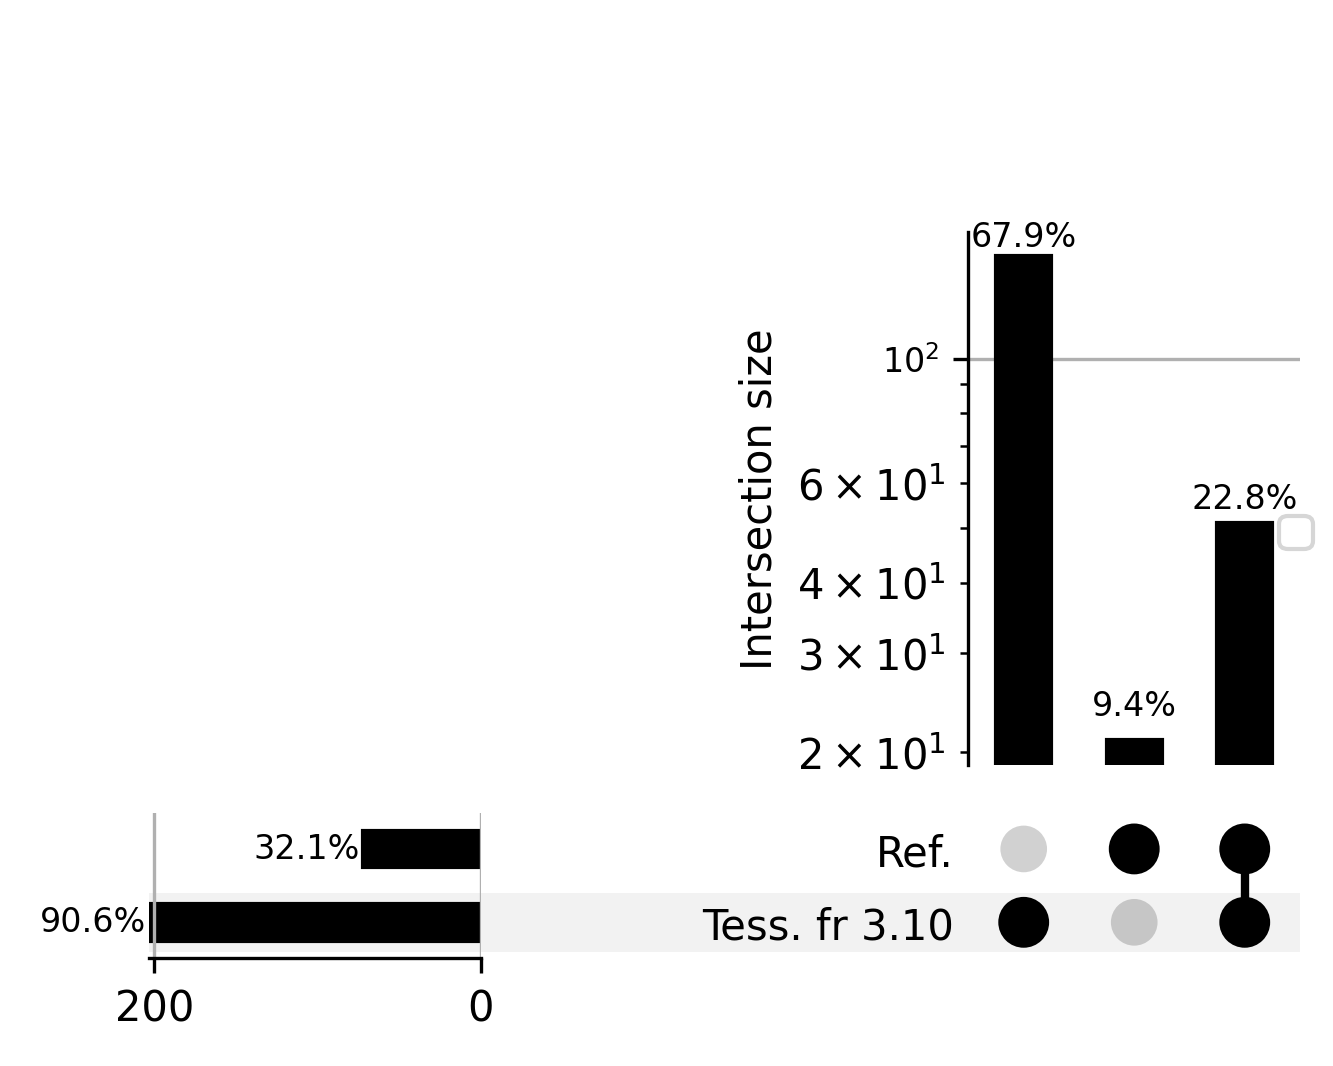 67.9%
10²
Intersection size
6 × 10¹
22.8%
4 × 10¹
3 × 10¹
9.4%
2 × 10¹
32.1%
Ref.
90.6%
Tess. fr 3.10
200
0